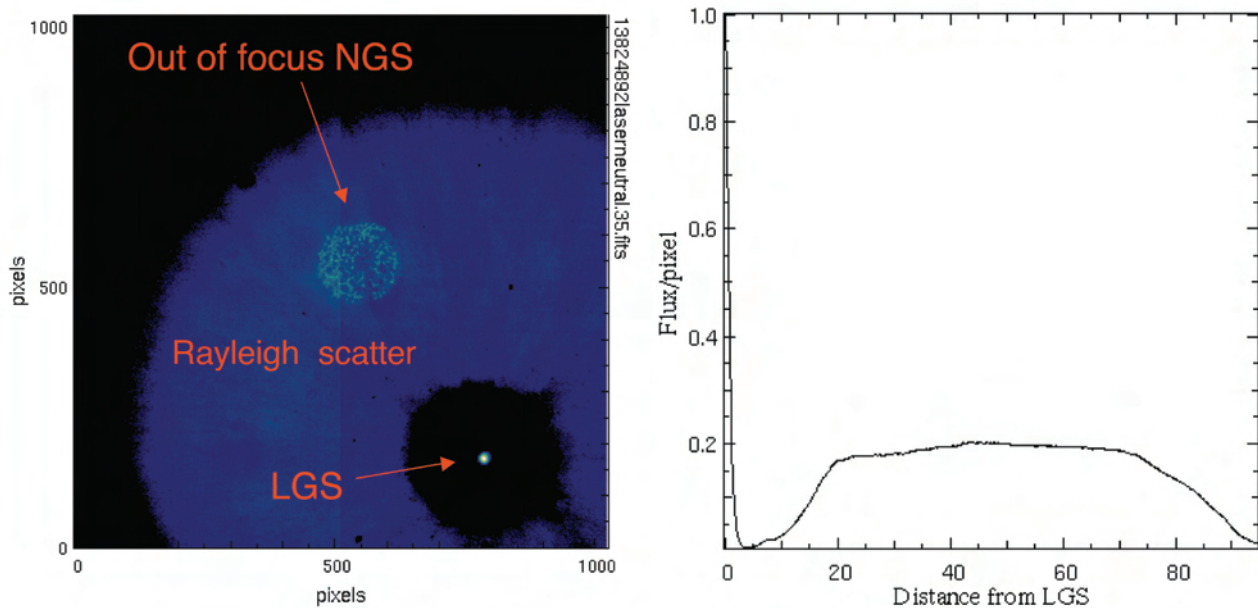 1000
500
0
pixels
Out of focus NGS
Rayleigh scatter
LGS
0
500
1000
pixels
13824892laserneutral.35.fits
1.0
0.8
0.6
0.4
0.2
Flux/pixel
0
20
40
60
80
Distance from LGS